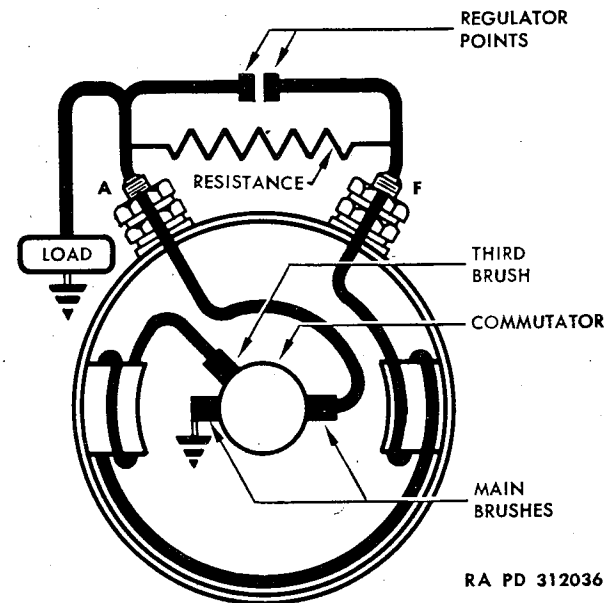 REGULATOR
POINTS
RESISTANCE
A
F
LOAD
THIRD
BRUSH
COMMUTATOR
MAIN
BRUSHES
RA PD 312036